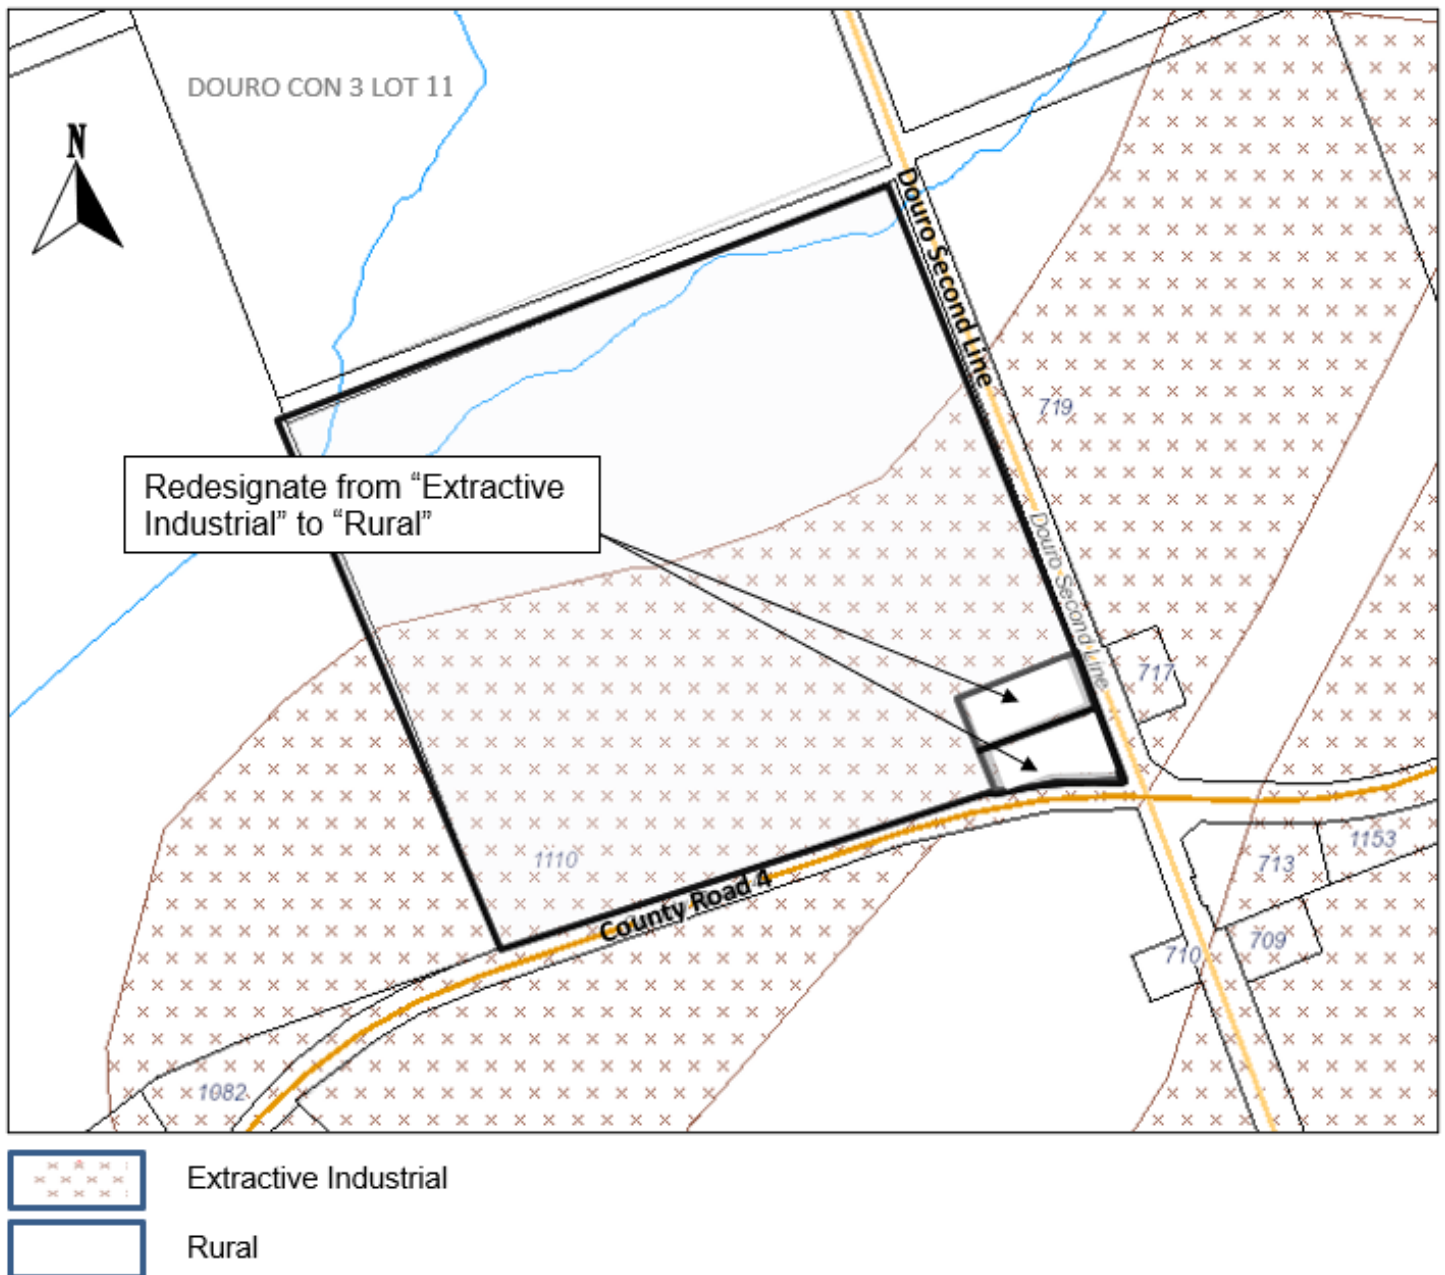 DOURO CON 3 LOT 11
N
Douro Second Line
719
Redesignate from “Extractive
Industrial” to “Rural”
Douro Second Line
717
1110
County Road 4
1153
713
709
710
1082
Extractive Industrial
Rural